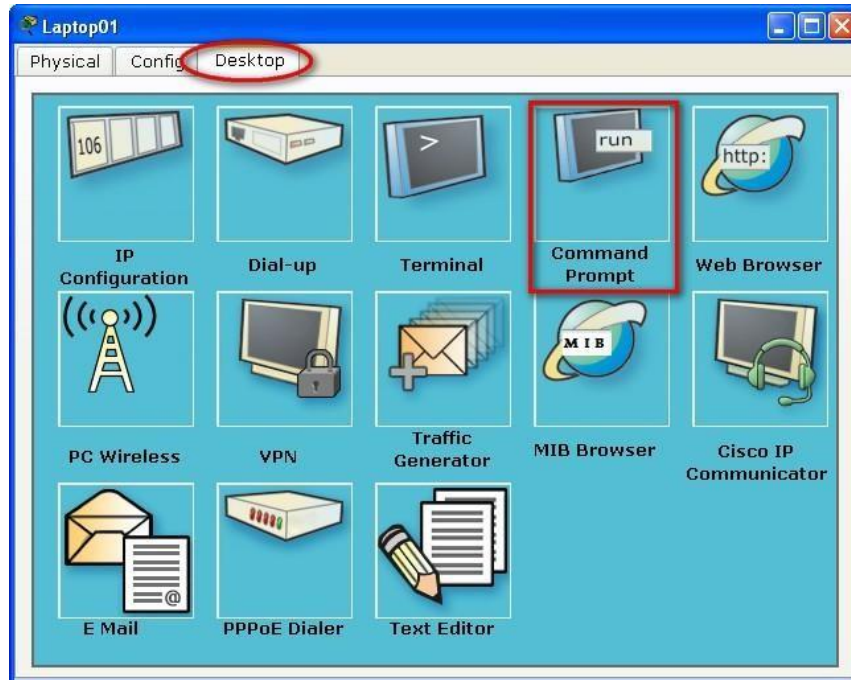 Laptop01
Physical Config Desktop
106
>
run
http:
IP
Configuration
Dial-up
Terminal
Command
Prompt
Web Browser
MIB
PC Wireless
VPN
Traffic
Generator
MIB Browser
Cisco IP
Communicator
@
E Mail
PPPoE Dialer
Text Editor